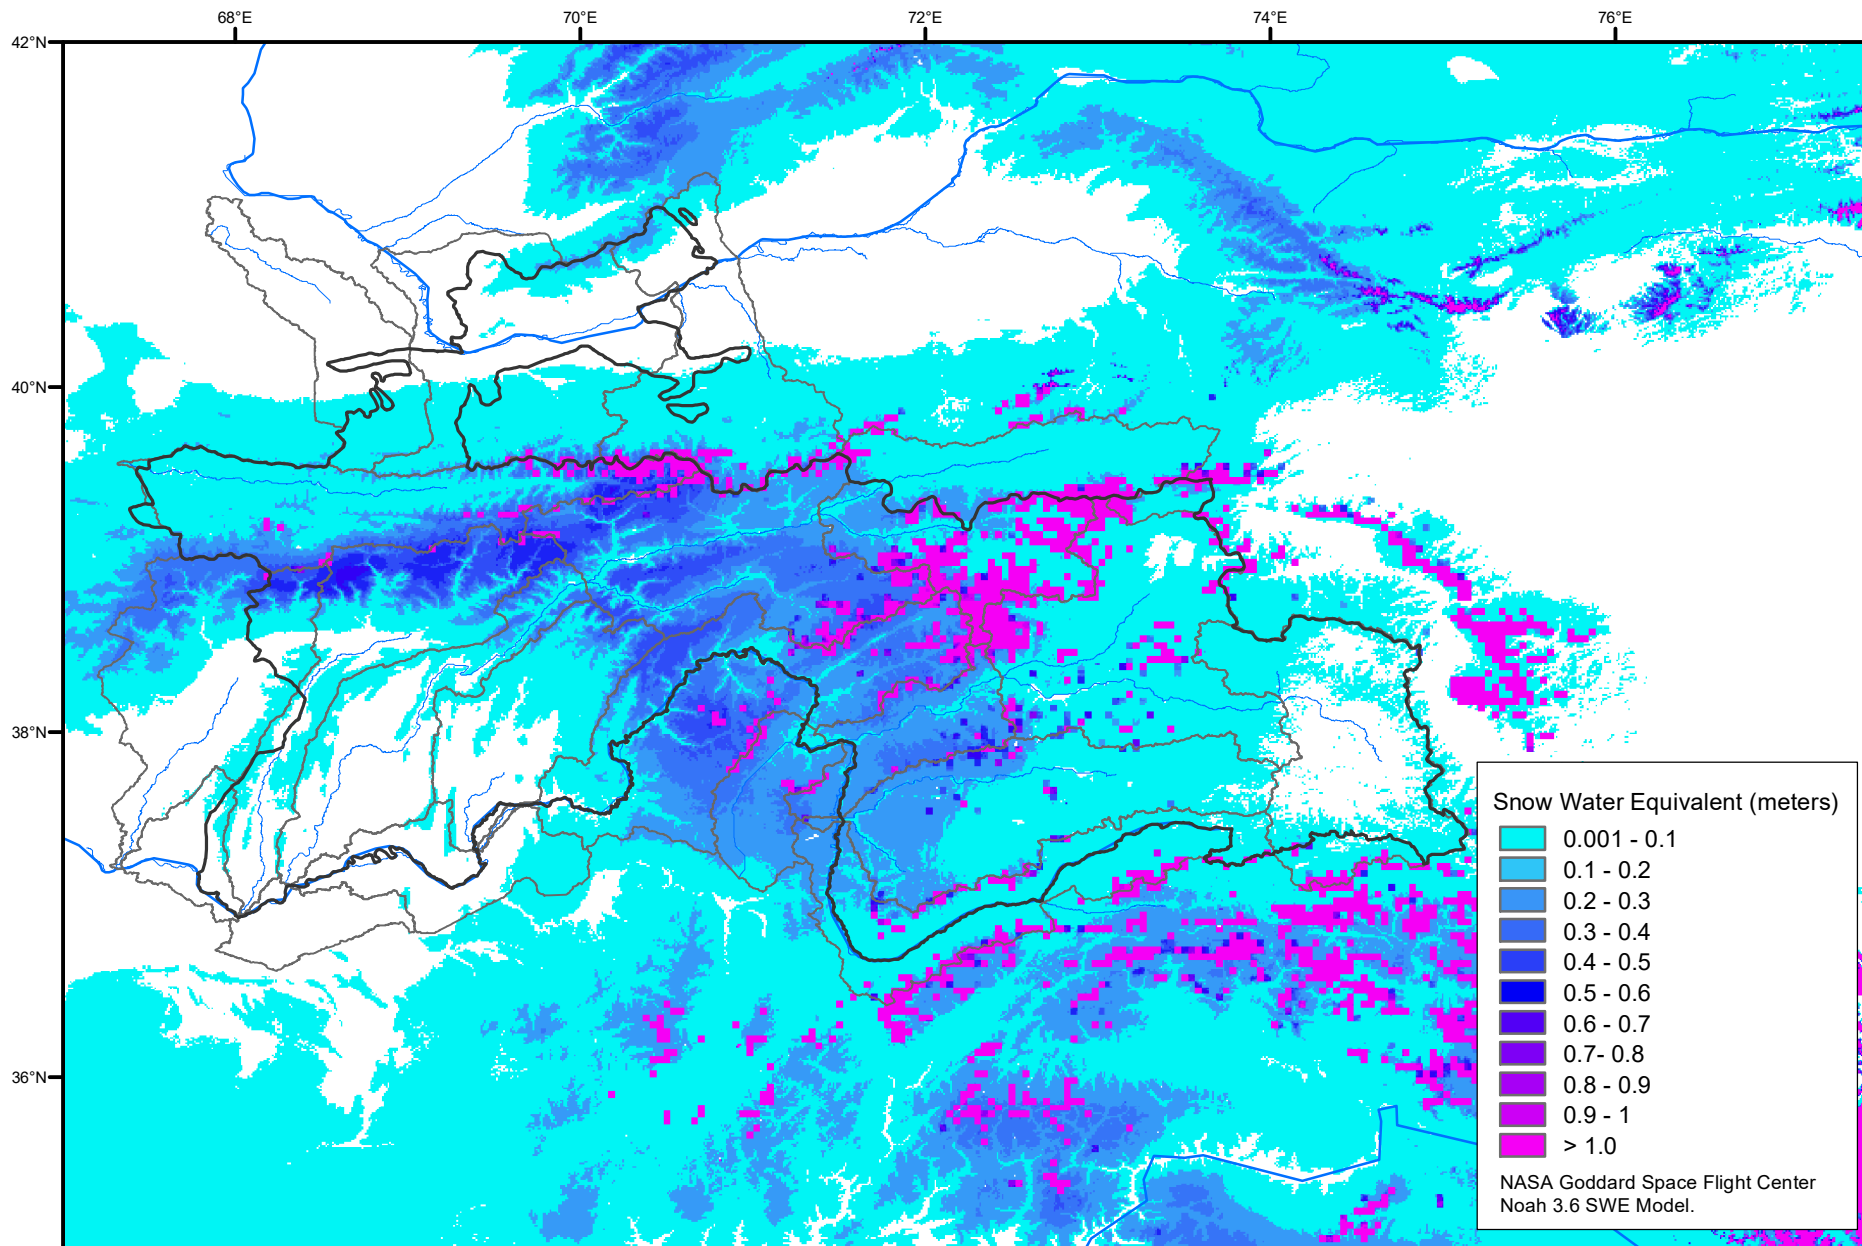 68°E
70°E
72°E
74°E
76°E
42°N
40°N
38°N
36°N
Snow Water Equivalent (meters)
0.001 - 0.1
0.1 - 0.2
0.2 - 0.3
0.3 - 0.4
0.4 - 0.5
0.5 - 0.6
0.6 - 0.7
0.7- 0.8
0.8 - 0.9
0.9 - 1
> 1.0
NASA Goddard Space Flight Center
Noah 3.6 SWE Model.